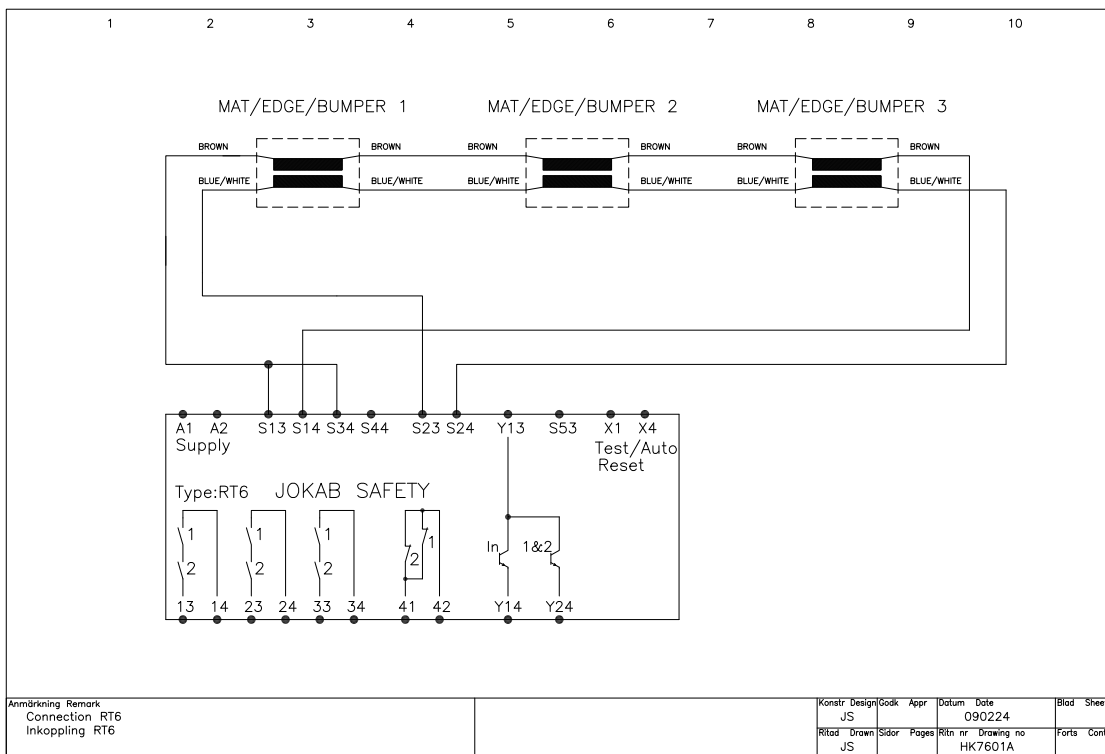 1 2 3 4 5 6 7 8 9 10
MAT/EDGE/BUMPER 1 MAT/EDGE/BUMPER 2 MAT/EDGE/BUMPER 3
BROWN BROWN BROWN BROWN BROWN BROWN
BLUE/WHITE BLUE/WHITE BLUE/WHITE BLUE/WHITE BLUE/WHITE BLUE/WHITE
A1 A2 S13 S14 S34 S44 S23 S24 Y13 S53 X1 X4
Supply Test/Auto
Reset
Type:RT6 JOKAB SAFETY
1 1 1 2 1 In 1&2
2 2 2
13 14 23 24 33 34 41 42 Y14 Y24
Anmärkning Remark
Connection RT6
Inkoppling RT6
Konstr Design Godk Appr Datum Date Blad Sheet
JS 090224
Ritad Drawn Sidor Pages Ritn nr Drawing no Forts Cont
JS HK7601A